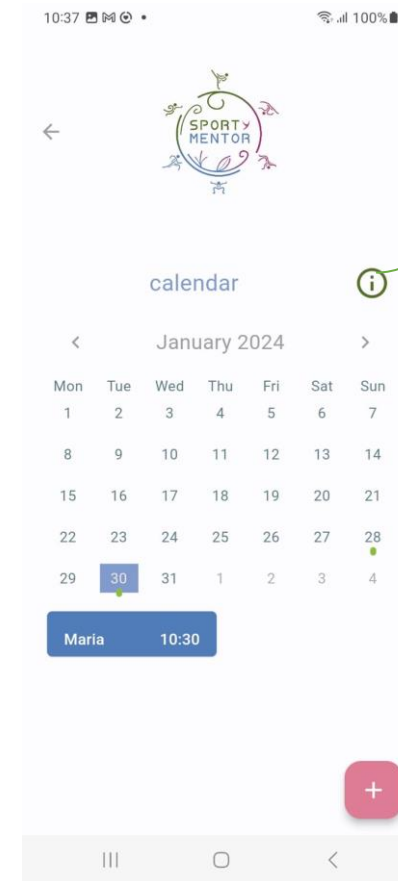 10:37 100%
SPORTY
MENTOR
calendar
January 2024
Mon Tue Wed Thu Fri Sat Sun
1 2 3 4 5 6 7
8 9 10 11 12 13 14
15 16 17 18 19 20 21
22 23 24 25 26 27 28
29 30 31 1 2 3 4
Maria 10:30